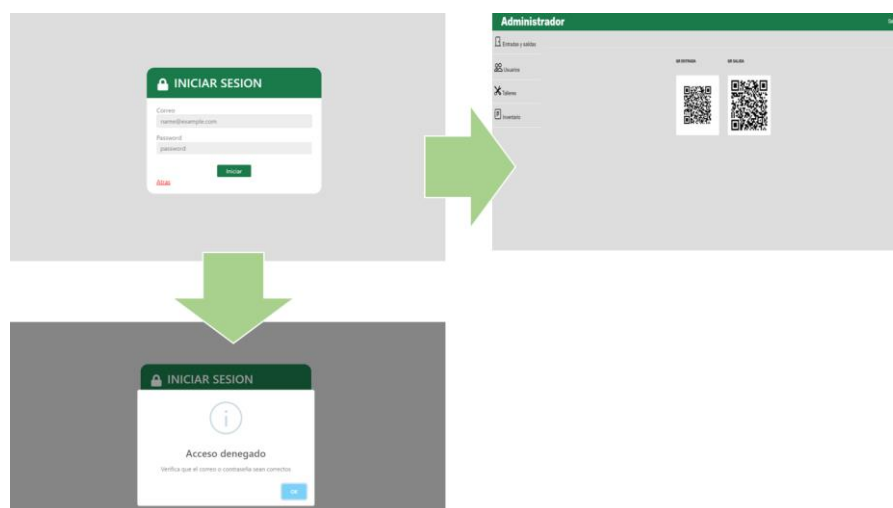 INICIAR SESION
Correo
name@example.com
Password
password
Iniciar
Atras
Administrador
Entradas y salidas
Usuarios
Talleres
Inventario
QR ENTRADA
QR SALIDA
INICIAR SESION
Acceso denegado
Verifica que el correo o contraseña sean correctos
OK